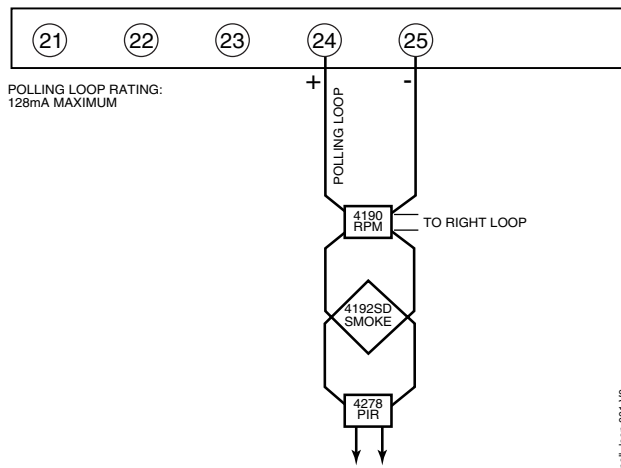 21 22 23 24 25
+ -
POLLING LOOP RATING:
128mA MAXIMUM
POLLING LOOP
4190
RPM
TO RIGHT LOOP
4192SD
SMOKE
4278
PIR